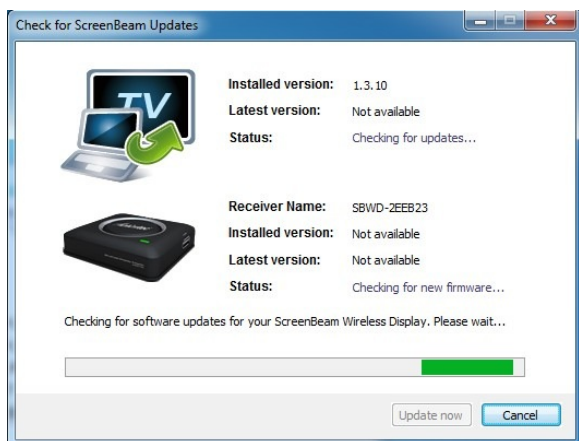 Check for ScreenBeam Updates
TV
Installed version: 1.3.10
Latest version: Not available
Status: Checking for updates...
Receiver Name: SBWD-2EEB23
Installed version: Not available
Latest version: Not available
Status: Checking for new firmware...
Checking for software updates for your ScreenBeam Wireless Display. Please wait...
Update now Cancel